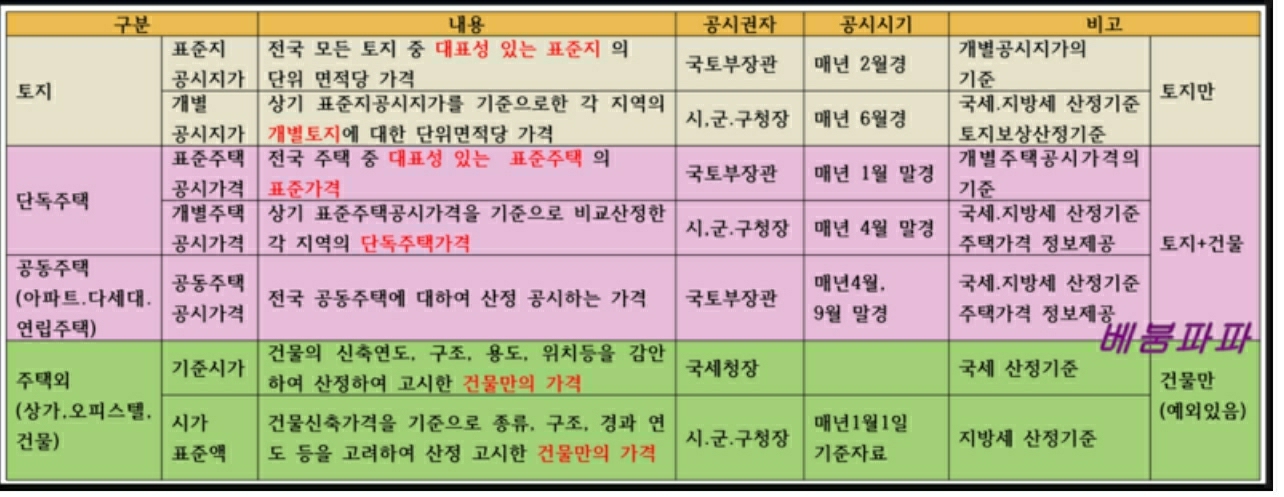 구분 내용 공시권자 공시시기 비고
토지
표준지
공시지가
전국 모든 토지 중 대표성 있는 표준지 의
단위 면적당 가격
국토부장관
매년 2월경
개별공시지가의
기준
토지만
개별
공시지가
상기 표준지공시지가를 기준으로한 각 지역의
개별토지에 대한 단위면적당 가격
시,군.구청장
매년 6월경
국세.지방세 산정기준
토지보상산정기준
단독주택
표준주택
공시가격
전국 주택 중 대표성 있는 표준주택 의
표준가격
국토부장관
매년 1월 말경
개별주택공시가격의
기준
토지+건물
개별주택
공시가격
상기 표준주택공시가격을 기준으로 비교산정한
각 지역의 단독주택가격
시,군.구청장
매년 4월 말경
국세.지방세 산정기준
주택가격 정보제공
공동주택
(아파트.다세대.
연립주택)
공동주택
공시가격
전국 공동주택에 대하여 산정 공시하는 가격
국토부장관
매년4월,
9월 말경
국세.지방세 산정기준
주택가격 정보제공
베붐파파
주택외
(상가.오피스텔,
건물)
기준시가
건물의 신축연도, 구조, 용도, 위치등을 감안
하여 산정하여 고시한 건물만의 가격
국세청장
국세 산정기준
건물만
(예외있음)
시가
표준액
건물신축가격을 기준으로 종류, 구조, 경과 연
도 등을 고려하여 산정 고시한 건물만의 가격
시.군.구청장
매년1월1일
기준자료
지방세 산정기준